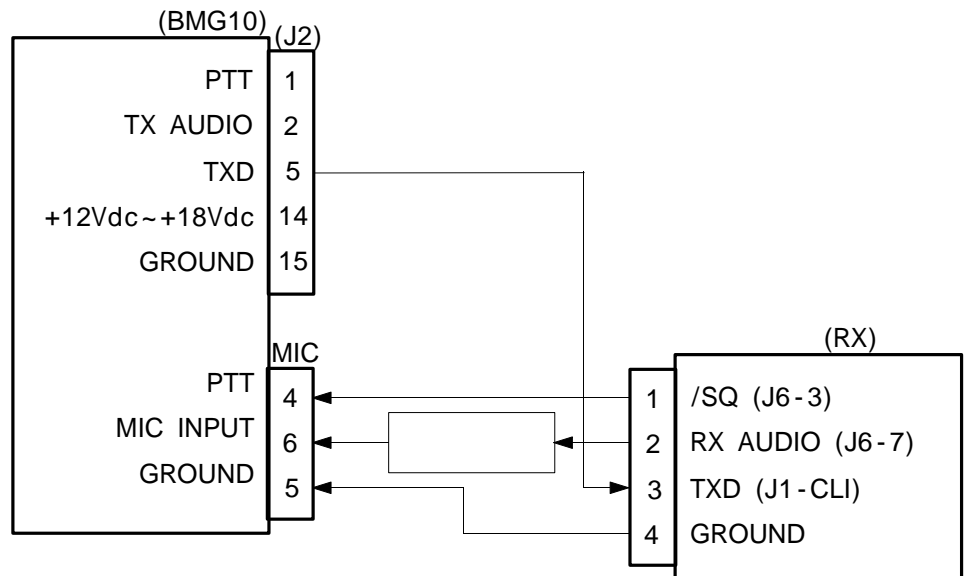 (BMG10)
(J2)
PTT 1
TX AUDIO 2
TXD 5
+12Vdc~+18Vdc 14
GROUND 15
MIC
PTT 4
MIC INPUT 6
GROUND 5
(RX)
1 /SQ (J6-3)
2 RX AUDIO (J6-7)
3 TXD (J1-CLI)
4 GROUND